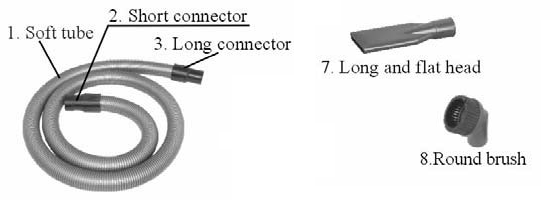 2. Short connector
1. Soft tube
3. Long connector
7. Long and flat head
8.Round brush